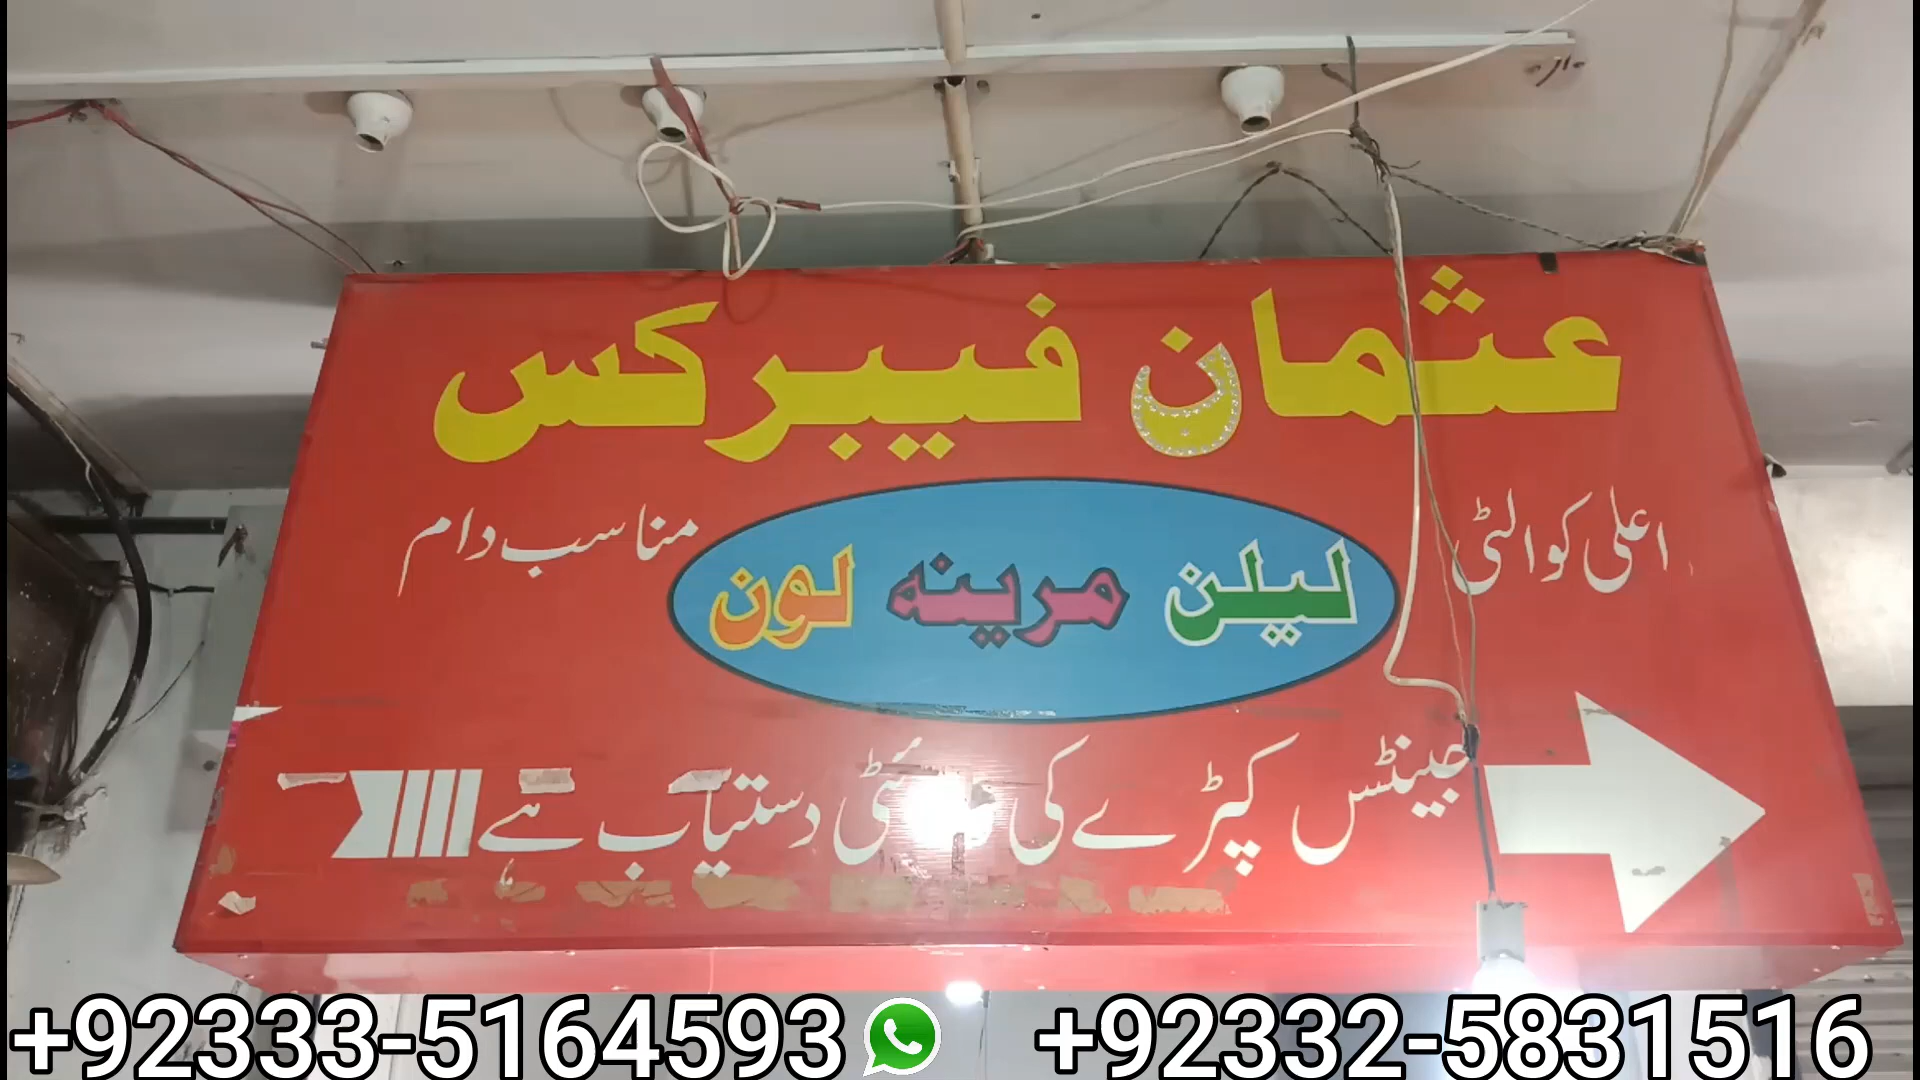 عثمان فیبرکس
اعلی کوالٹی
لیلن مرینہ لون
مناسب دام
جینٹس کپڑے کی دستیاب ہے
+92333-5164593 +92332-5831516